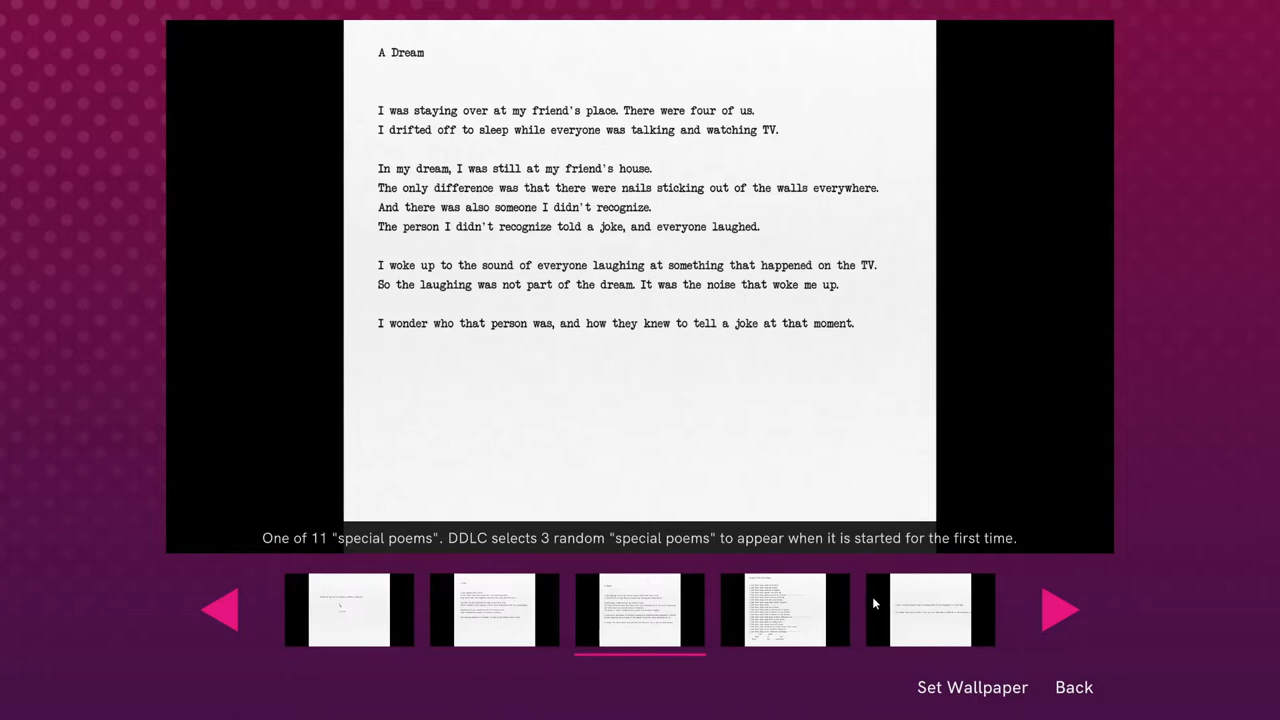 A Dream
I was staying over at my friend's place. There were four of us.
I drifted off to sleep while everyone was talking and watching TV.
In my dream, I was still at my friend's house.
The only difference was that there were nails sticking out of the walls everywhere.
And there was also someone I didn't recognize.
The person I didn't recognize told a joke, and everyone laughed.
I woke up to the sound of everyone laughing at something that happened on the TV.
So the laughing was not part of the dream. It was the noise that woke me up.
I wonder who that person was, and how they knew to tell a joke at that moment.
One of 11 "special poems". DDLC selects 3 random "special poems" to appear when it is started for the first time.
Set Wallpaper
Back